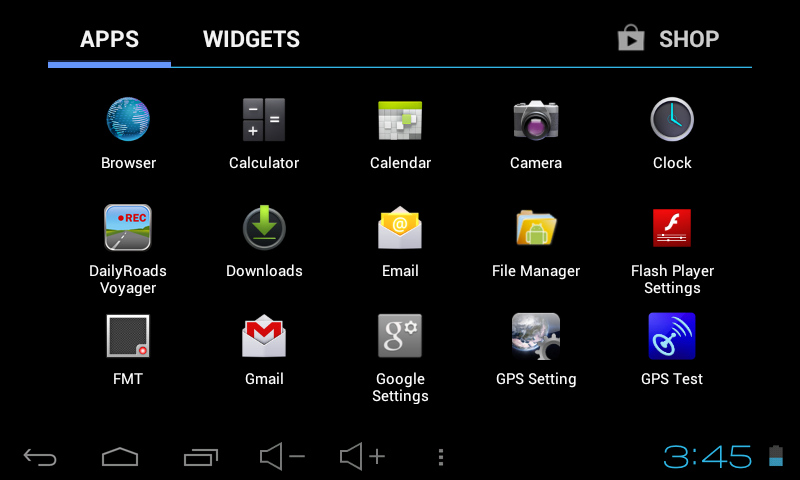 APPS WIDGETS SHOP
Browser Calculator Calendar Camera Clock
REC
DailyRoads Voyager Downloads Email File Manager Flash Player Settings
FMT Gmail Google Settings GPS Setting GPS Test
3:45